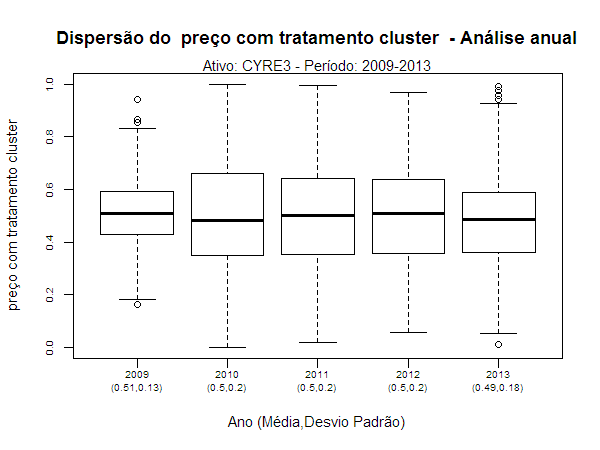 Dispersão do  preço com tratamento cluster  - Análise anual
Ativo: CYRE3 - Período: 2009-2013
preço com tratamento cluster
1.0
0.8
0.6
0.4
0.2
0.0
2009 2010 2011 2012 2013
(0.51,0.13) (0.5,0.2) (0.5,0.2) (0.5,0.2) (0.49,0.18)
Ano (Média,Desvio Padrão)